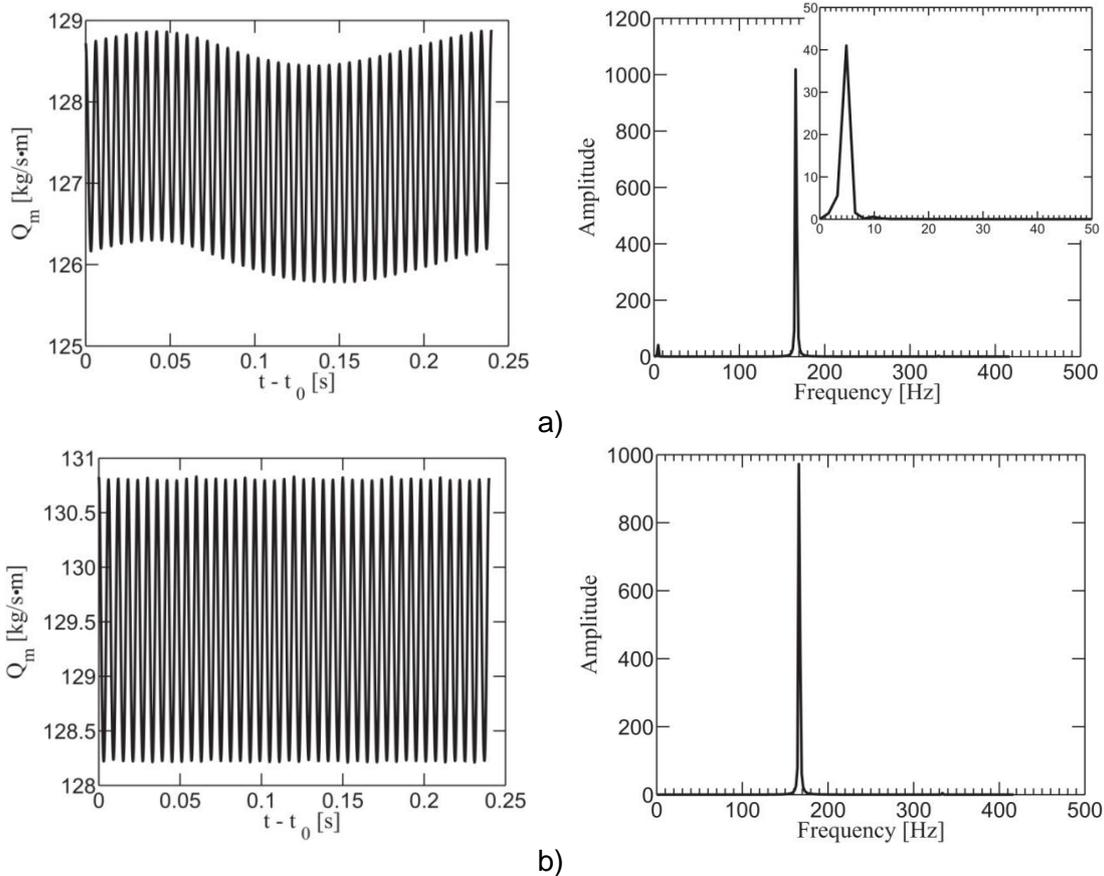 129
128
127
126
125
Q_m [kg/s•m]
0 0.05 0.1 0.15 0.2 0.25
t - t_0 [s]
1200
1000
800
600
400
200
0
Amplitude
0 100 200 300 400 500
Frequency [Hz]
50
40
30
20
10
0
0 10 20 30 40 50
a)
131
130.5
130
129.5
129
128.5
128
Q_m [kg/s•m]
0 0.05 0.1 0.15 0.2 0.25
t - t_0 [s]
1000
800
600
400
200
0
Amplitude
0 100 200 300 400 500
Frequency [Hz]
b)